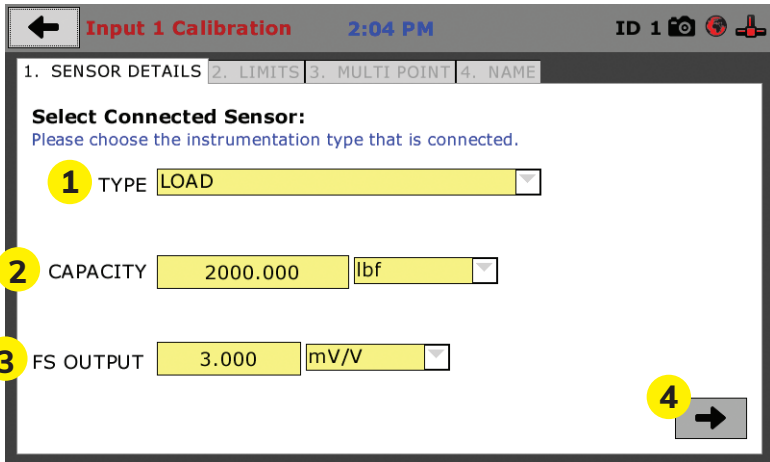 Input 1 Calibration 2:04 PM ID 1
1. SENSOR DETAILS 2. LIMITS 3. MULTI POINT 4. NAME
Select Connected Sensor:
Please choose the instrumentation type that is connected.
1 TYPE LOAD
2 CAPACITY 2000.000 lbf
3 FS OUTPUT 3.000 mV/V
4